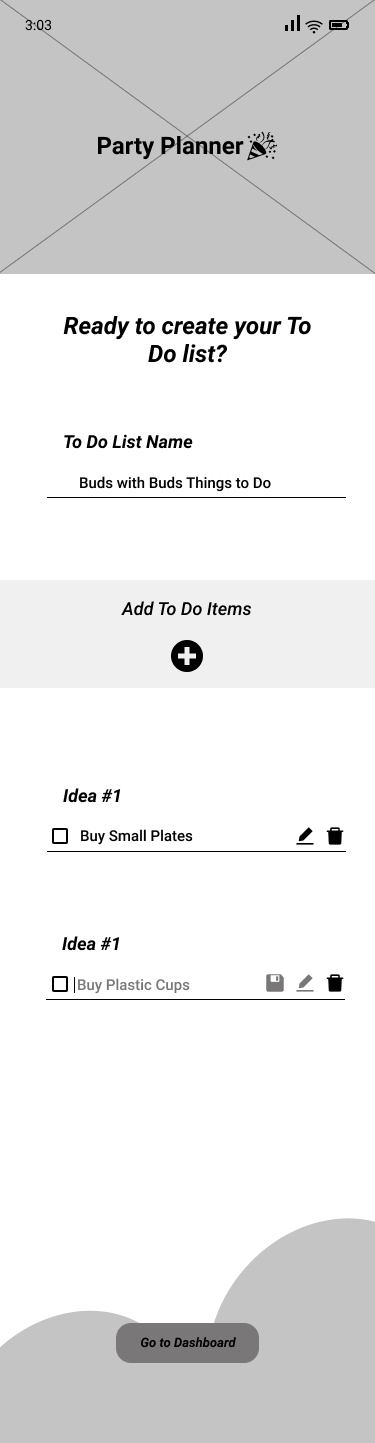 3:03
Party Planner
Ready to create your To
Do list?
To Do List Name
Buds with Buds Things to Do
Add To Do Items
Idea #1
Buy Small Plates
Idea #1
Buy Plastic Cups
Go to Dashboard